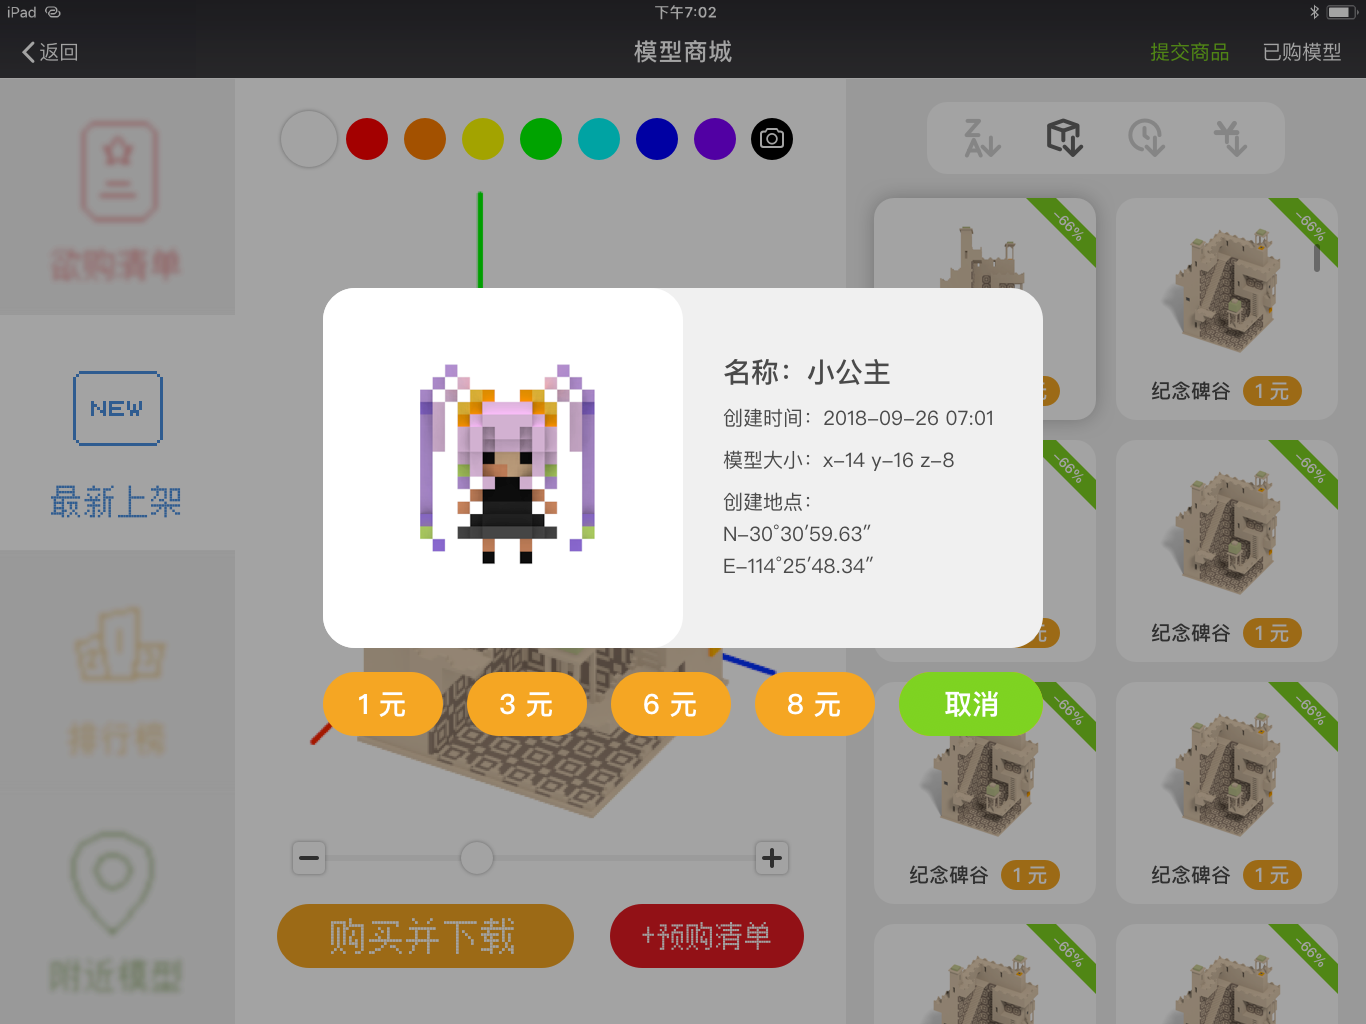 iPad
下午7:02
返回
模型商城
提交商品
已购模型
欲购清单
NEW
最新上架
排行榜
附近模型
Z
A
-66%
元
-66%
纪念碑谷
1 元
-66%
元
-66%
纪念碑谷
1 元
-66%
纪念碑谷
1 元
-66%
纪念碑谷
1 元
-66%
-66%
名称：小公主
创建时间：2018-09-26 07:01
模型大小：x-14 y-16 z-8
创建地点：
N-30°30′59.63″
E-114°25′48.34″
1 元
3 元
6 元
8 元
取消
购买并下载
+预购清单